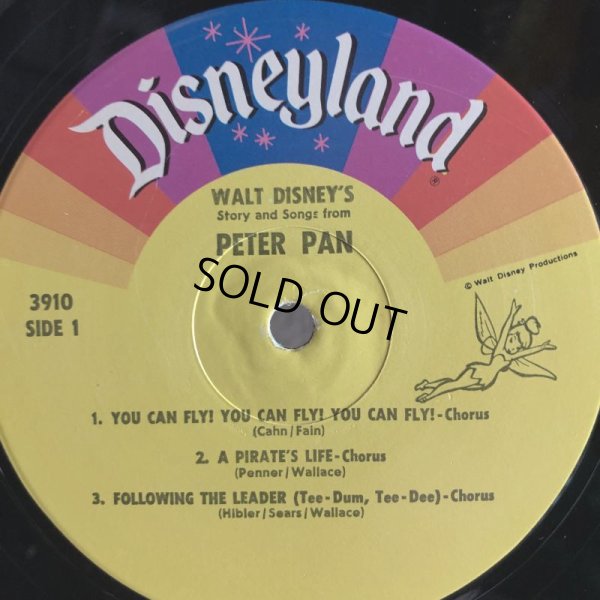 Disneyland
®
WALT DISNEY'S
Story and Songs from
PETER PAN
© Walt Disney Productions
3910
SIDE 1
SOLD OUT
1. YOU CAN FLY! YOU CAN FLY! YOU CAN FLY!-Chorus
(Cahn/Fain)
2. A PIRATE'S LIFE-Chorus
(Penner/Wallace)
3. FOLLOWING THE LEADER (Tee-Dum, Tee-Dee)-Chorus
(Hibler/Sears/Wallace)